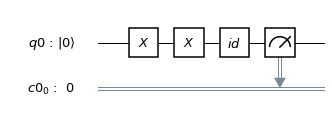 q0 : |0⟩ X X id
c0₀ : 0